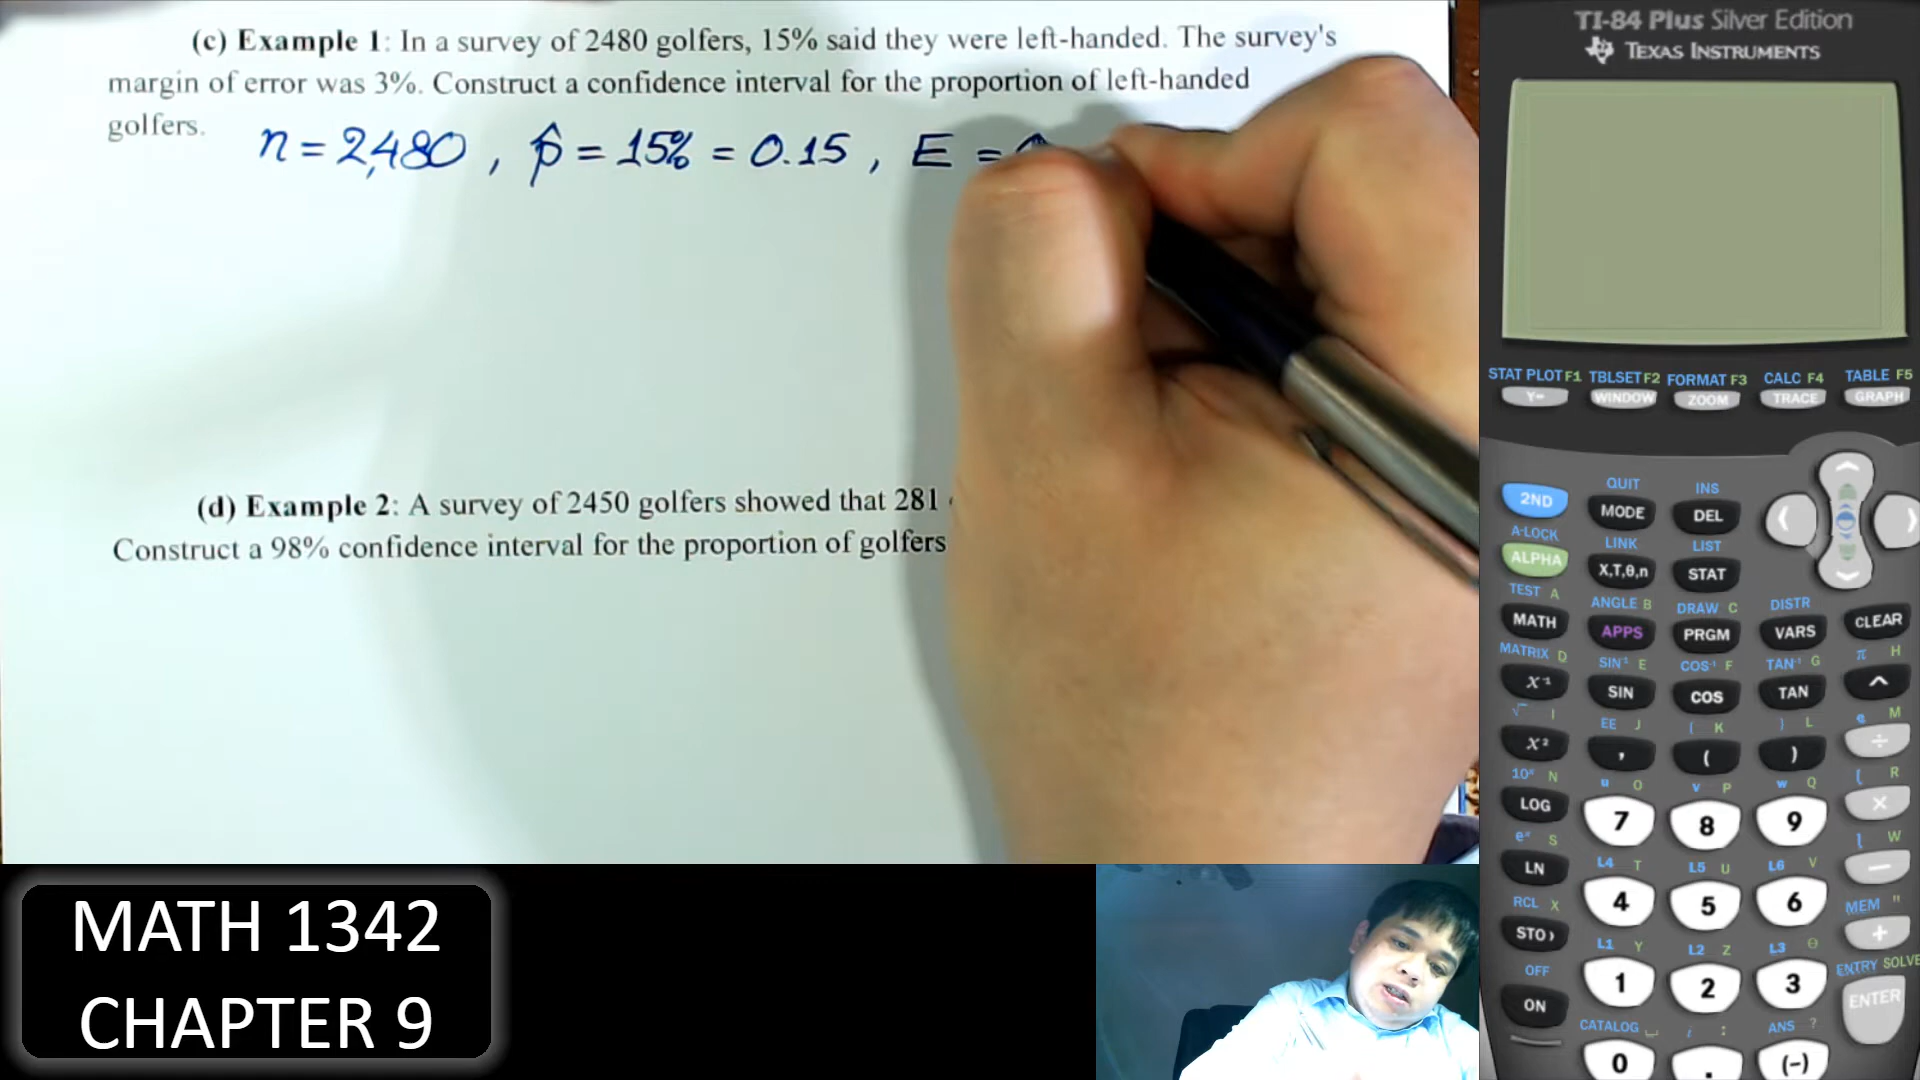 (c) Example 1: In a survey of 2480 golfers, 15% said they were left-handed. The survey's
margin of error was 3%. Construct a confidence interval for the proportion of left-handed
golfers.
n = 2,480 , p̂ = 15% = 0.15 , E =
(d) Example 2: A survey of 2450 golfers showed that 281
Construct a 98% confidence interval for the proportion of golfers
MATH 1342
CHAPTER 9
TI-84 Plus Silver Edition
TEXAS INSTRUMENTS
STAT PLOT F1 TBLSET F2 FORMAT F3 CALC F4 TABLE F5
Y= WINDOW ZOOM TRACE GRAPH
QUIT INS
2ND MODE DEL
A-LOCK LINK LIST
ALPHA X,T,θ,n STAT
TEST A ANGLE B DRAW C DISTR
MATH APPS PRGM VARS CLEAR
MATRIX D SIN⁻¹ E COS⁻¹ F TAN⁻¹ G π H
x⁻¹ SIN COS TAN ^
√ I EE J { K } L e M
x² , ( ) ÷
10ˣ N u O v P w Q [ R
LOG 7 8 9 ×
eˣ S L4 T L5 U L6 V ] W
LN 4 5 6 −
RCL X L1 Y L2 Z L3 θ MEM "
STO› 1 2 3 +
OFF CATALOG i : ANS ? ENTRY SOLVE
ON 0 . (-) ENTER